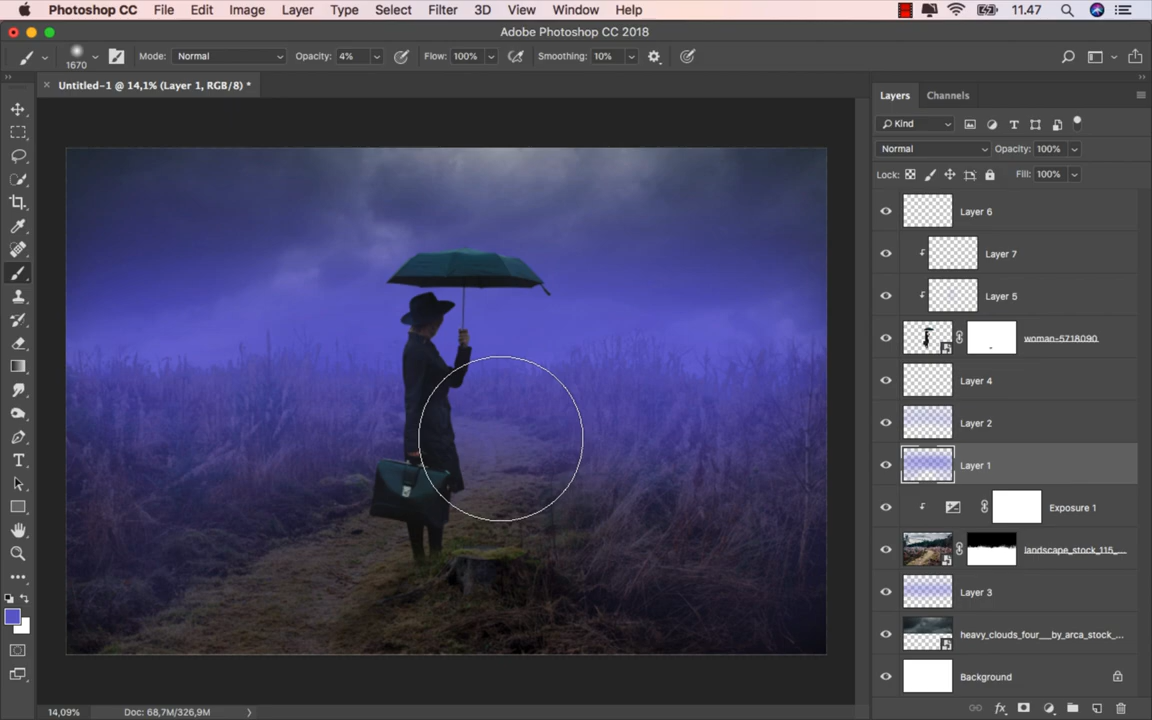 Photoshop CC File Edit Image Layer Type Select Filter 3D View Window Help 11.47
Adobe Photoshop CC 2018
1670 Mode: Normal Opacity: 4% Flow: 100% Smoothing: 10%
Untitled-1 @ 14,1% (Layer 1, RGB/8) *
Layers Channels
Kind
Normal Opacity: 100%
Lock: Fill: 100%
Layer 6
Layer 7
Layer 5
woman-5718090
Layer 4
Layer 2
Layer 1
Exposure 1
landscape_stock_115_...
Layer 3
heavy_clouds_four___by_arca_stock_...
Background
14,09% Doc: 68,7M/326,9M